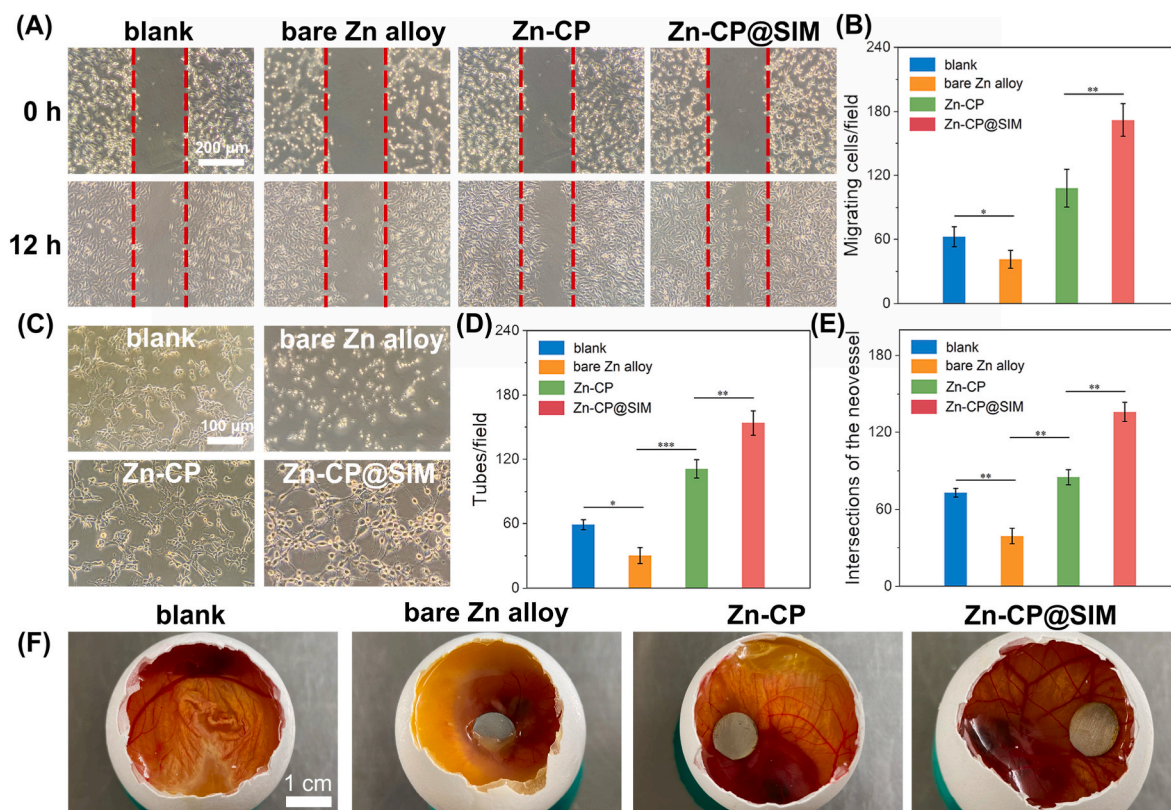 (A)
blank
bare Zn alloy
Zn-CP
Zn-CP@SIM
0 h
200 μm
12 h
(B)
Migrating cells/field
240
180
120
60
0
blank
bare Zn alloy
Zn-CP
Zn-CP@SIM
*
**
(C)
blank
bare Zn alloy
100 μm
Zn-CP
Zn-CP@SIM
(D)
Tubes/field
240
180
120
60
0
blank
bare Zn alloy
Zn-CP
Zn-CP@SIM
*
***
**
(E)
Intersections of the neovessel
180
120
60
0
blank
bare Zn alloy
Zn-CP
Zn-CP@SIM
**
**
**
(F)
blank
bare Zn alloy
Zn-CP
Zn-CP@SIM
1 cm